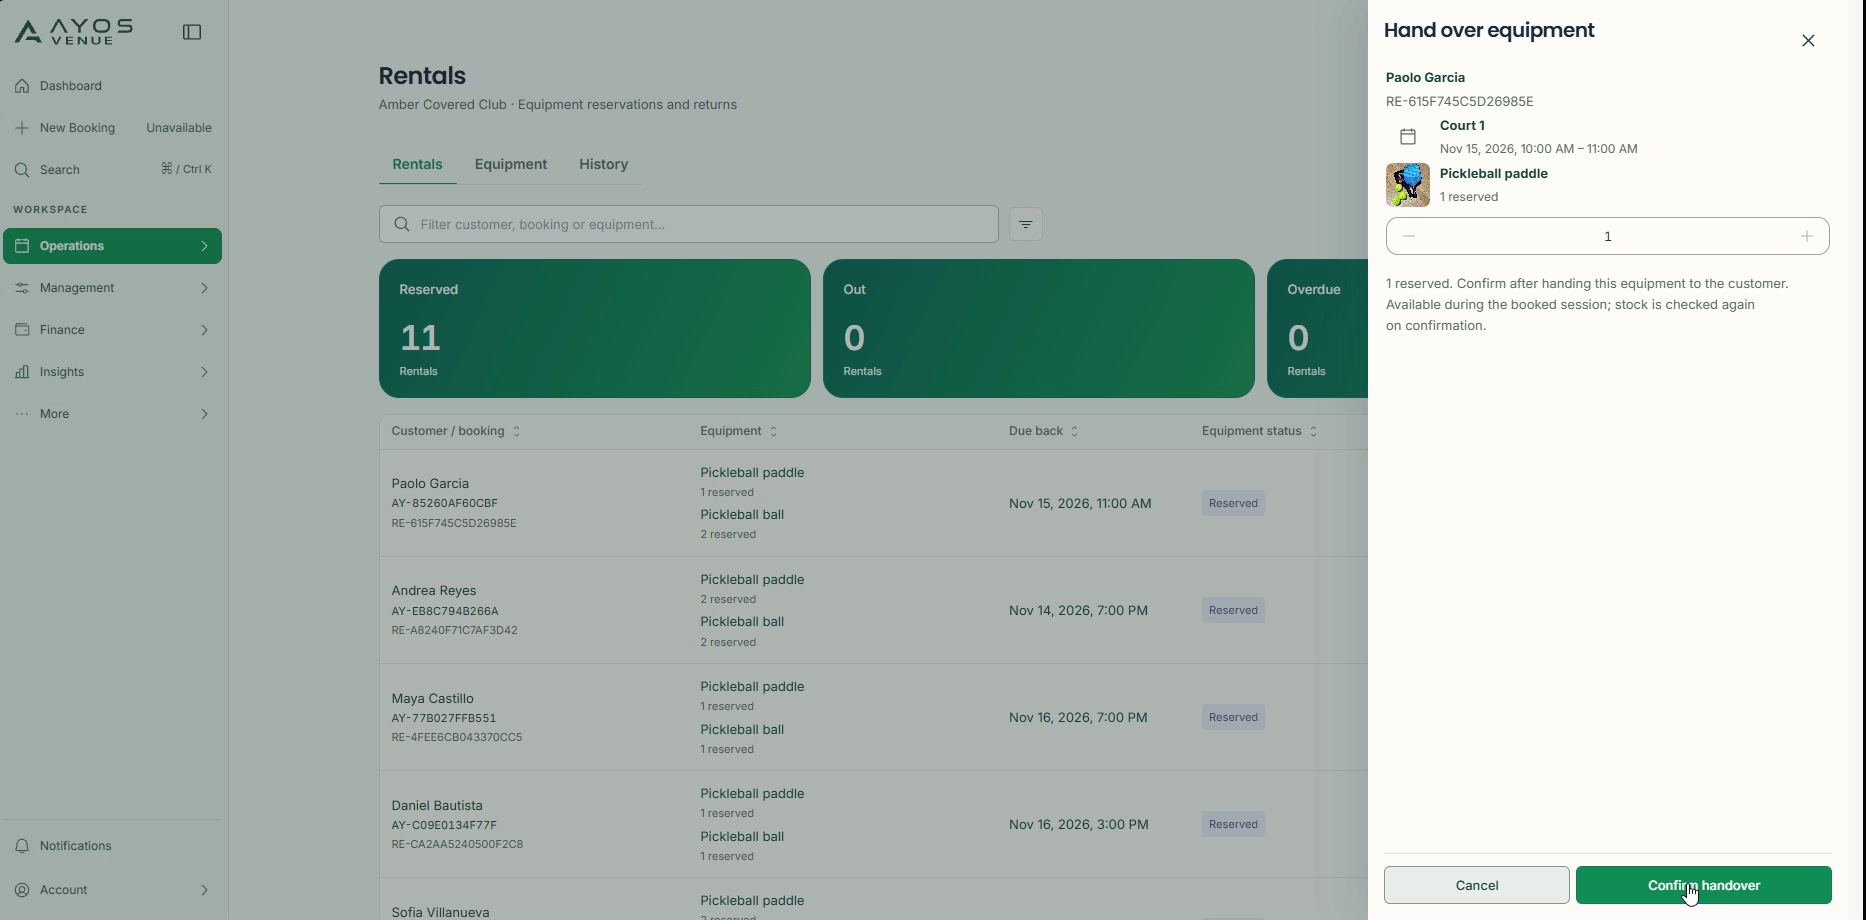 AYOS
VENUE
Dashboard
New Booking Unavailable
Search ⌘ / Ctrl K
WORKSPACE
Operations
Management
Finance
Insights
More
Notifications
Account
Rentals
Amber Covered Club · Equipment reservations and returns
Rentals Equipment History
Filter customer, booking or equipment...
Reserved
11
Rentals
Out
0
Rentals
Overdue
0
Rentals
Customer / booking Equipment Due back Equipment status
Paolo Garcia
AY-85260AF60CBF
RE-615F745C5D26985E
Pickleball paddle
1 reserved
Pickleball ball
2 reserved
Nov 15, 2026, 11:00 AM
Reserved
Andrea Reyes
AY-EB8C794B266A
RE-A8240F71C7AF3D42
Pickleball paddle
2 reserved
Pickleball ball
2 reserved
Nov 14, 2026, 7:00 PM
Reserved
Maya Castillo
AY-77B027FFB551
RE-4FEE6CB043370CC5
Pickleball paddle
1 reserved
Pickleball ball
1 reserved
Nov 16, 2026, 7:00 PM
Reserved
Daniel Bautista
AY-C09E0134F77F
RE-CA2AA5240500F2C8
Pickleball paddle
1 reserved
Pickleball ball
1 reserved
Nov 16, 2026, 3:00 PM
Reserved
Sofia Villanueva
Pickleball paddle
2 reserved
Hand over equipment
Paolo Garcia
RE-615F745C5D26985E
Court 1
Nov 15, 2026, 10:00 AM – 11:00 AM
Pickleball paddle
1 reserved
1
1 reserved. Confirm after handing this equipment to the customer.
Available during the booked session; stock is checked again
on confirmation.
Cancel
Confirm handover